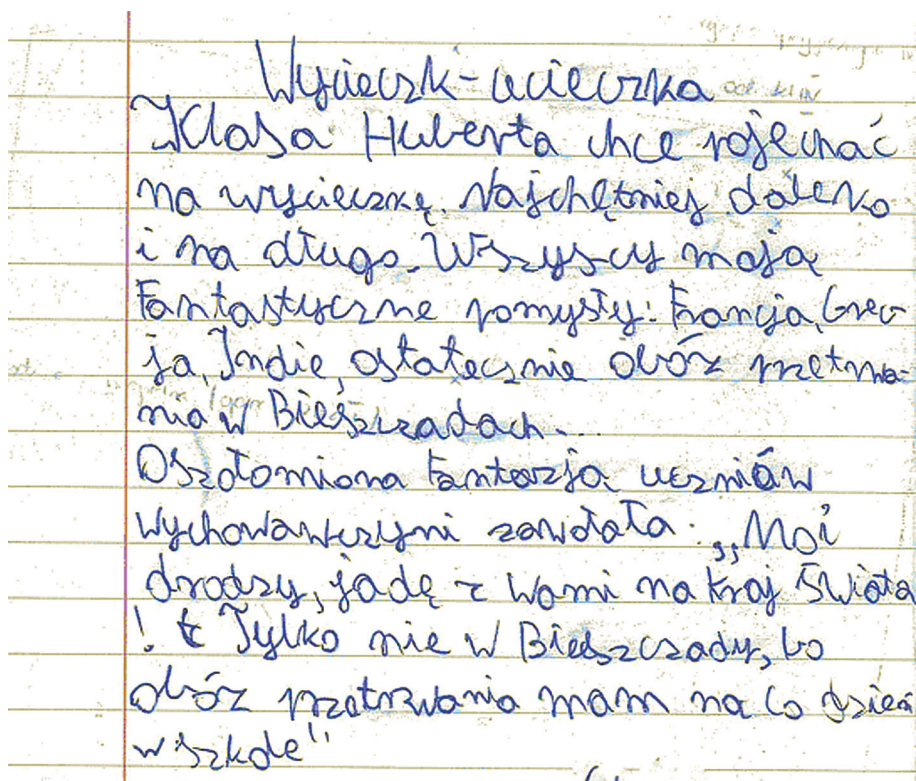 Wycieczk-ucieczka
Klasa Huberta chce pojechać
na wycieczkę. Najchętniej daleko
i na długo. Wszyscy mają
Fantastyczne pomysły: Francja, Grec
ja, Indie, ostatecznie obóz przetrwa-
nia w Bieszczadach...
Oszołomiona fantazją uczniów
wychowawczyni zawołała: „Moi
drodzy, jadę z Wami na kraj świata
! Tylko nie w Bieszczady, bo
obóz przetrwania mam na co dzień
w szkole"